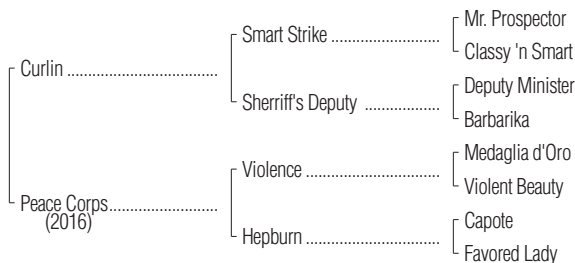 Mr. Prospector
Smart Strike ........................
Classy 'n Smart
Curlin ..................................
Deputy Minister
Sherriff's Deputy .................
Barbarika
Medaglia d'Oro
Violence ..............................
Violent Beauty
Peace Corps.........................
(2016)
Capote
Hepburn ..............................
Favored Lady